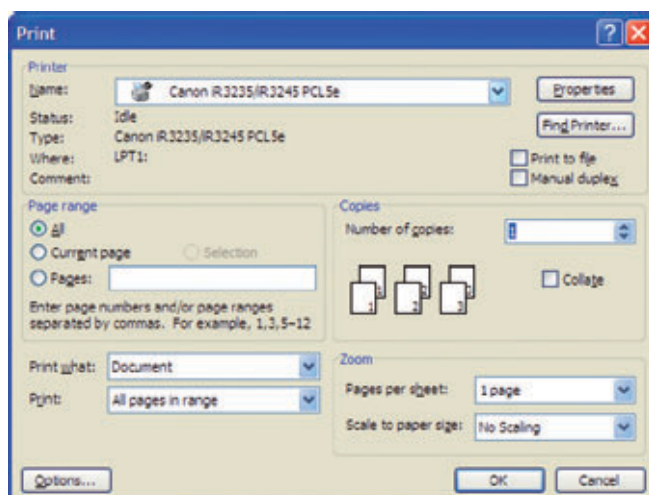 Print
Printer
Name: Canon iR3235/iR3245 PCL5e
Properties
Status: Idle
Find Printer...
Type: Canon iR3235/iR3245 PCL5e
Where: LPT1:
Print to file
Comment:
Manual duplex
Page range
All
Current page Selection
Pages:
Enter page numbers and/or page ranges
separated by commas. For example, 1,3,5–12
Copies
Number of copies: 1
1 2 3
Collate
Print what: Document
Print: All pages in range
Zoom
Pages per sheet: 1 page
Scale to paper size: No Scaling
Options...
OK Cancel